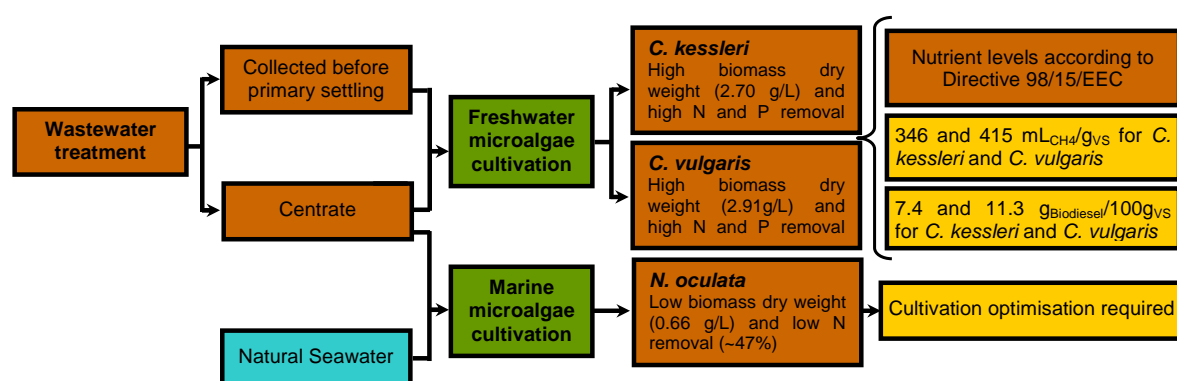 Wastewater
treatment
Collected before
primary settling
Centrate
Natural Seawater
Freshwater
microalgae
cultivation
Marine
microalgae
cultivation
C. kessleri
High biomass dry
weight (2.70 g/L) and
high N and P removal
C. vulgaris
High biomass dry
weight (2.91g/L) and
high N and P removal
N. oculata
Low biomass dry weight
(0.66 g/L) and low N
removal (~47%)
Nutrient levels according to
Directive 98/15/EEC
346 and 415 mLCH4/gVS for C.
kessleri and C. vulgaris
7.4 and 11.3 gBiodiesel/100gVS
for C. kessleri and C. vulgaris
Cultivation optimisation required